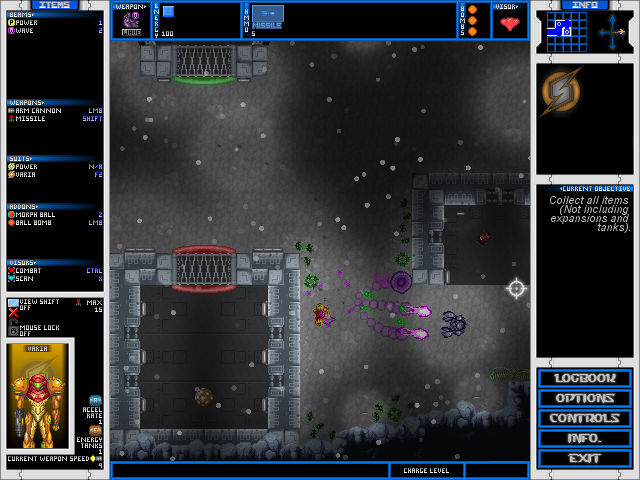 ITEMS
BEAMS
POWER 1
WAVE 2
WEAPONS
ARM CANNON LMB
MISSILE SHIFT
SUITS
POWER N/A
VARIA F2
ADDONS
MORPH BALL Z
BALL BOMB LMB
VISORS
COMBAT CTRL
SCAN X
VIEW SHIFT
OFF
MAX
15
MOUSE LOCK
OFF
VARIA
ACCEL
RATE
1
ENERGY
TANKS
1
CURRENT WEAPON SPEED
9
WEAPON
WAVE
ENERGY
100
AMMO
MISSILE
5
BOMBS
VISOR
CHARGE LEVEL
INFO
CURRENT OBJECTIVE
Collect all items
(Not including
expansions and
tanks).
LOGBOOK
OPTIONS
CONTROLS
INFO.
EXIT